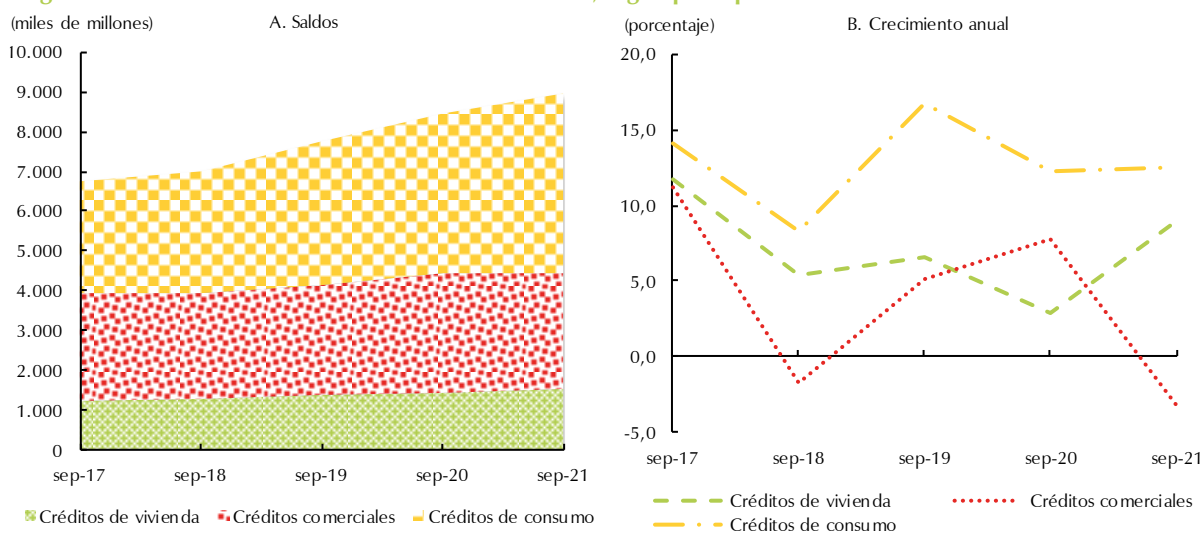 (miles de millones)
A. Saldos
10.000
9.000
8.000
7.000
6.000
5.000
4.000
3.000
2.000
1.000
0
sep-17 sep-18 sep-19 sep-20 sep-21
Créditos de vivienda Créditos comerciales Créditos de consumo
(porcentaje)
B. Crecimiento anual
20,0
15,0
10,0
5,0
0,0
-5,0
sep-17 sep-18 sep-19 sep-20 sep-21
Créditos de vivienda Créditos comerciales
Créditos de consumo